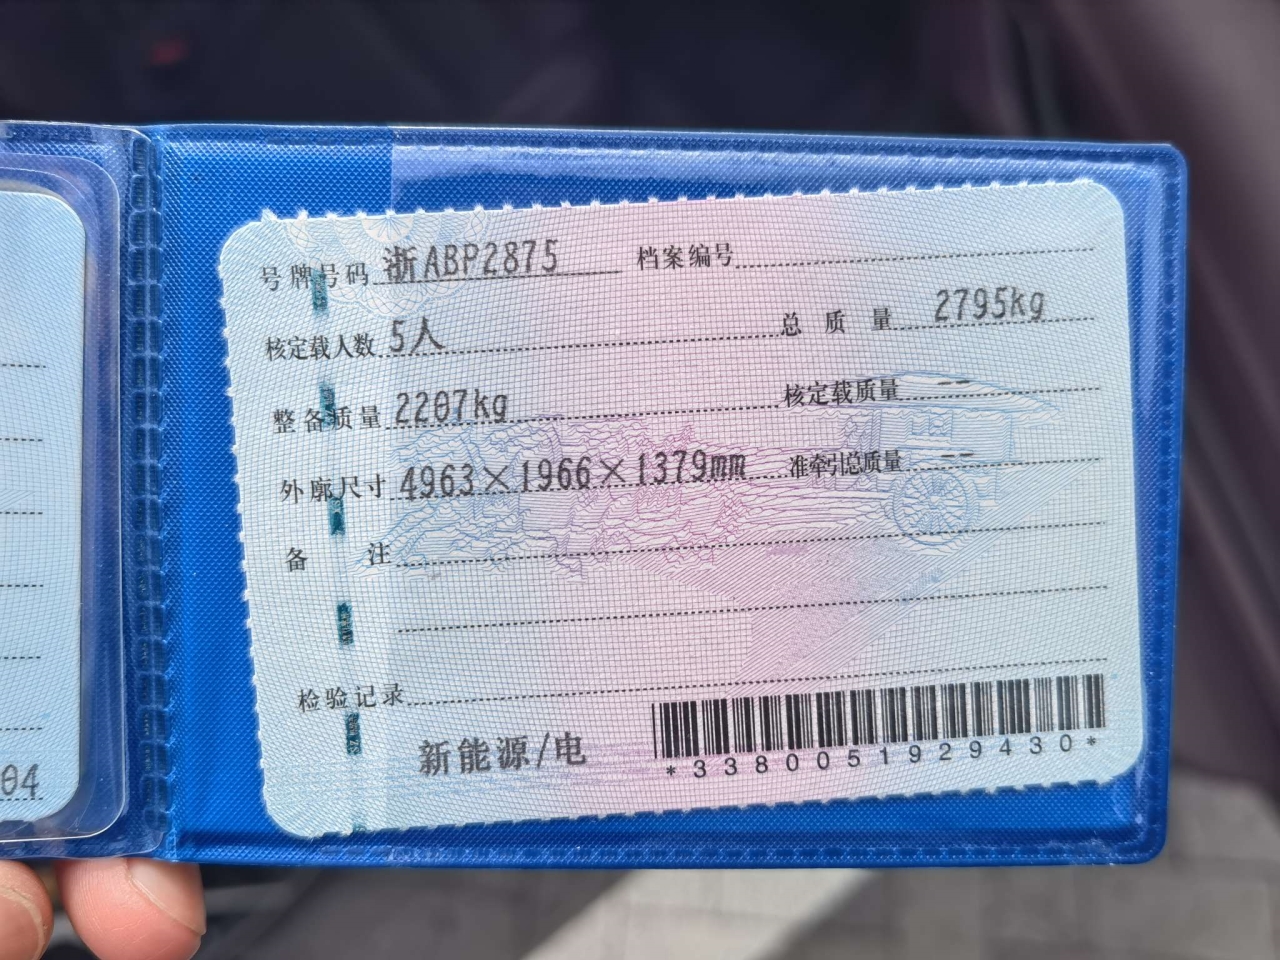 号牌号码 浙ABP2875 档案编号
核定载人数 5人 总质量 2795kg
整备质量 2207kg 核定载质量 --
外廓尺寸 4963×1966×1379mm 准牵引总质量 --
备注
检验记录
新能源/电
*3380051929430*
04